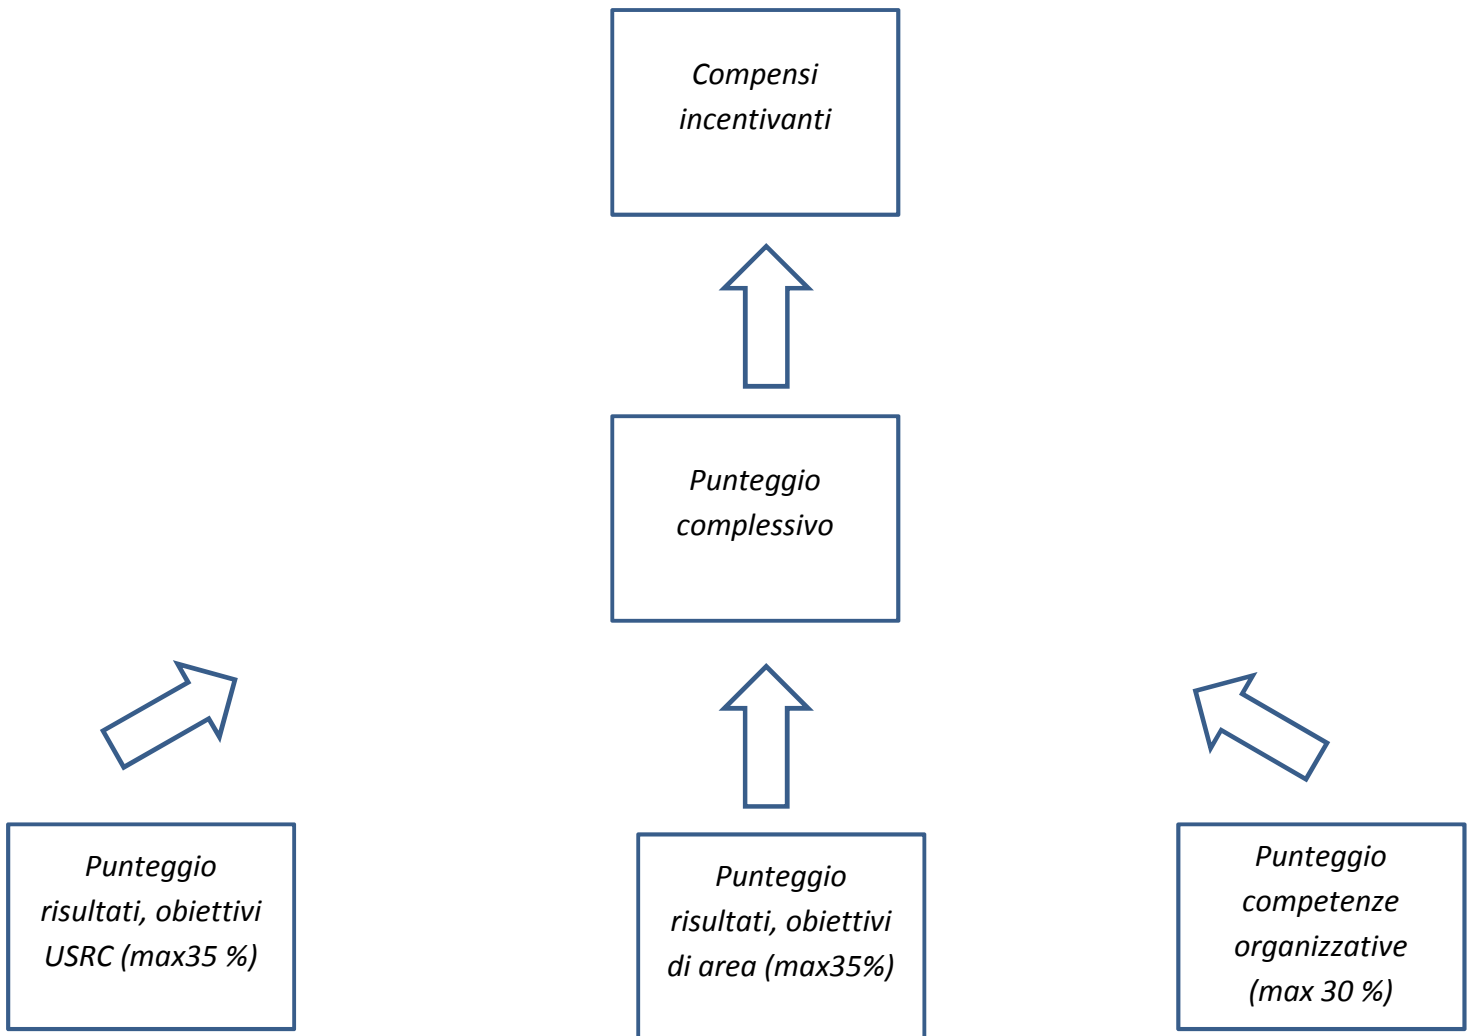 Compensi
incentivanti
Punteggio
complessivo
Punteggio
risultati, obiettivi
USRC (max35 %)
Punteggio
risultati, obiettivi
di area (max35%)
Punteggio
competenze
organizzative
(max 30 %)